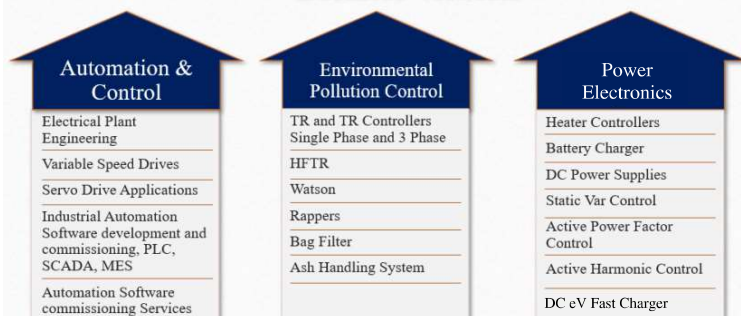 Automation &
Control
Electrical Plant
Engineering
Variable Speed Drives
Servo Drive Applications
Industrial Automation
Software development and
commissioning, PLC,
SCADA, MES
Automation Software
commissioning Services
Environmental
Pollution Control
TR and TR Controllers
Single Phase and 3 Phase
HFTR
Watson
Rappers
Bag Filter
Ash Handling System
Power
Electronics
Heater Controllers
Battery Charger
DC Power Supplies
Static Var Control
Active Power Factor
Control
Active Harmonic Control
DC eV Fast Charger